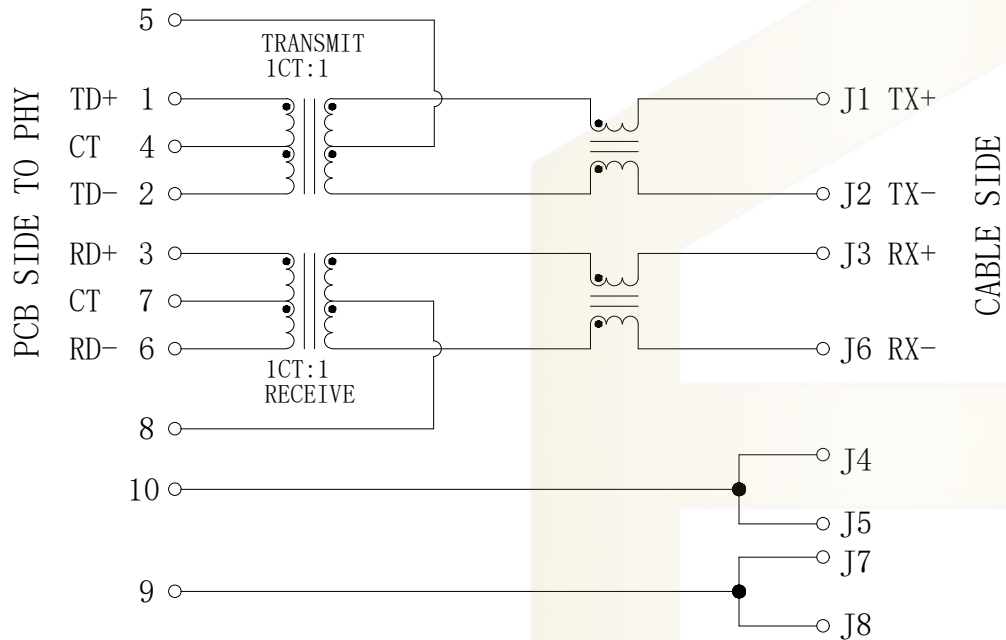 5
TRANSMIT
1CT:1
TD+ 1
J1 TX+
CT 4
TD- 2
J2 TX-
RD+ 3
J3 RX+
CT 7
RD- 6
J6 RX-
1CT:1
RECEIVE
8
J4
10
J5
J7
9
J8
PCB SIDE TO PHY
CABLE SIDE